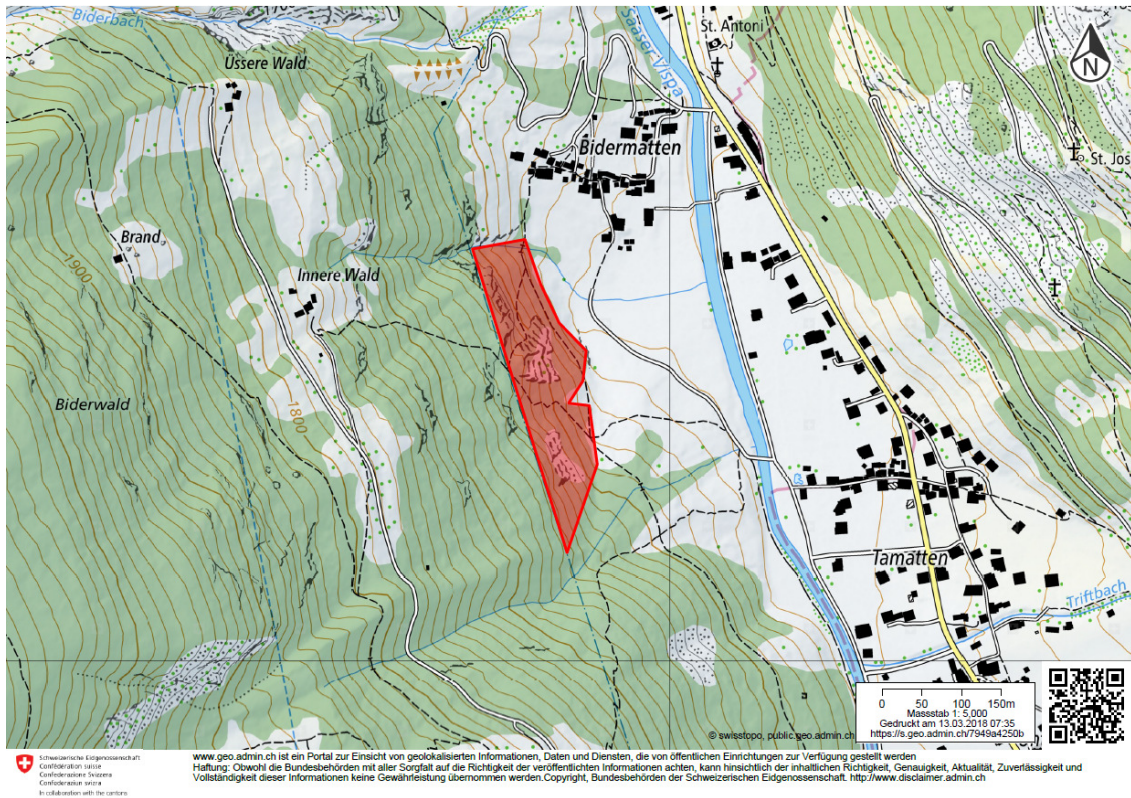 Biderbach
Üssere Wald
Saaser Vispa
St. Antoni
N
Bidermatten
St. Jos
Brand
1900
Innere Wald
Biderwald
1800
Tamatten
Triftbach
0 50 100 150m
Massstab 1: 5,000
Gedruckt am 13.03.2018 07:35
https://s.geo.admin.ch/7949a4250b
© swisstopo, public.geo.admin.ch
Schweizerische Eidgenossenschaft
Confédération suisse
Confederazione Svizzera
Confederaziun svizra
In collaboration with the cantons
www.geo.admin.ch ist ein Portal zur Einsicht von geolokalisierten Informationen, Daten und Diensten, die von öffentlichen Einrichtungen zur Verfügung gestellt werden
Haftung: Obwohl die Bundesbehörden mit aller Sorgfalt auf die Richtigkeit der veröffentlichten Informationen achten, kann hinsichtlich der inhaltlichen Richtigkeit, Genauigkeit, Aktualität, Zuverlässigkeit und
Vollständigkeit dieser Informationen keine Gewährleistung übernommen werden.Copyright, Bundesbehörden der Schweizerischen Eidgenossenschaft. http://www.disclaimer.admin.ch